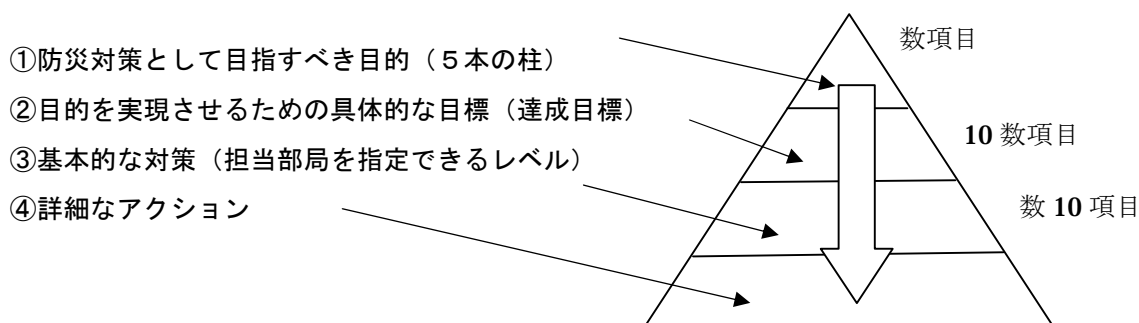 ①防災対策として目指すべき目的（５本の柱）
②目的を実現させるための具体的な目標（達成目標）
③基本的な対策（担当部局を指定できるレベル）
④詳細なアクション
数項目
10 数項目
数 10 項目